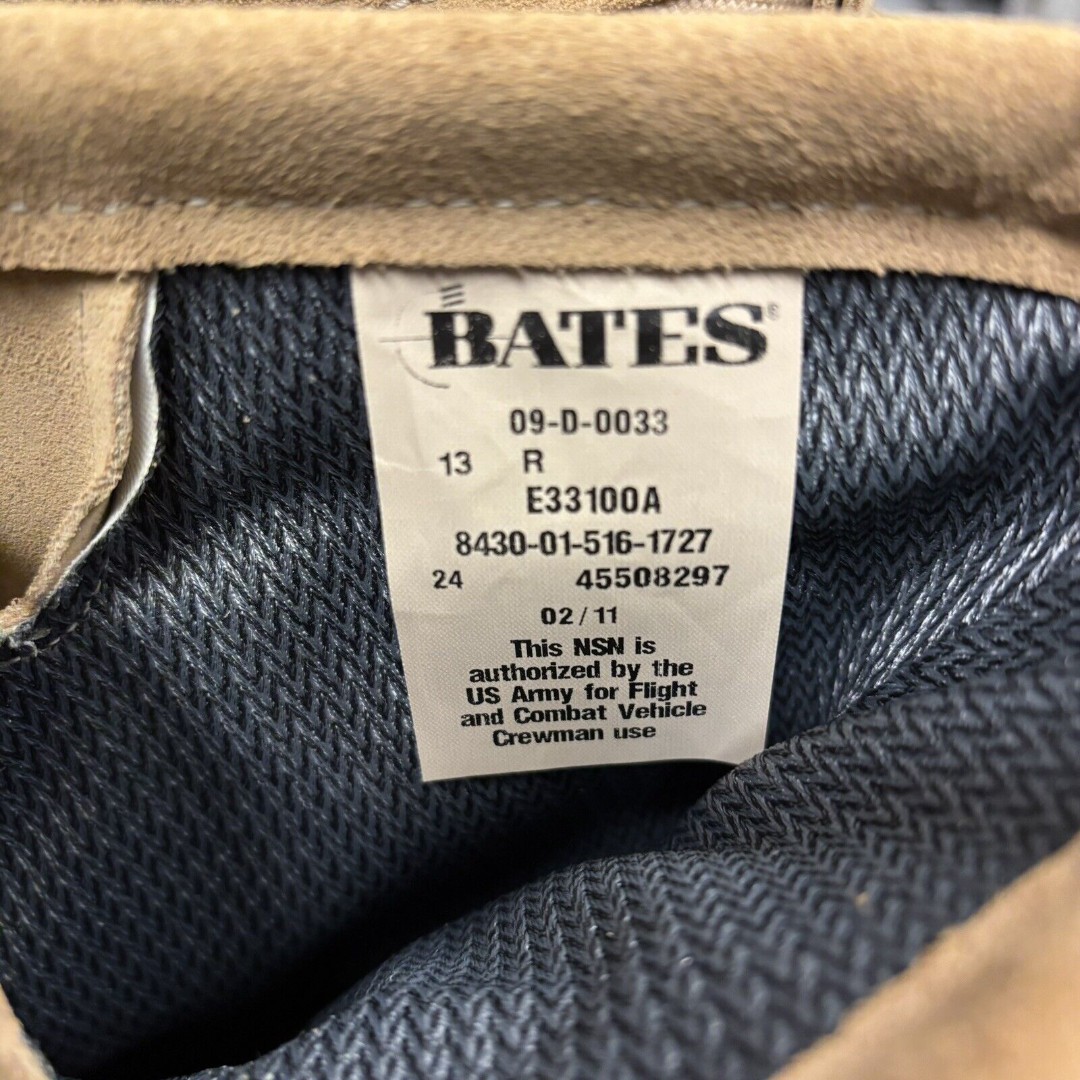 BATES®
09-D-0033
13 R
E33100A
8430-01-516-1727
24 45508297
02/11
This NSN is
authorized by the
US Army for Flight
and Combat Vehicle
Crewman use